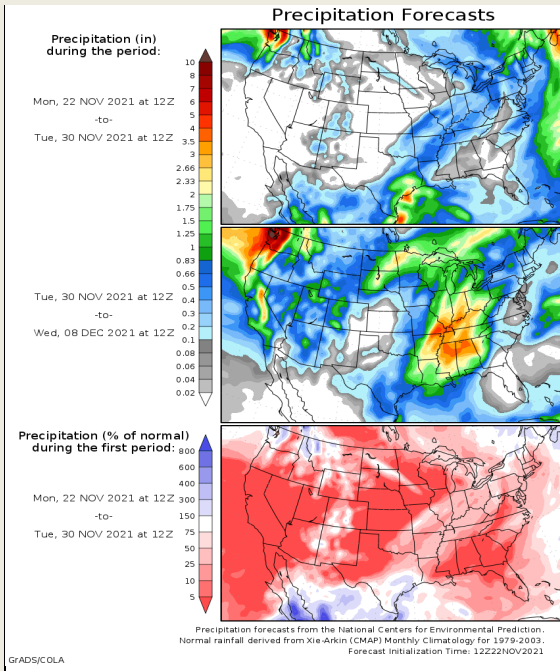 Precipitation Forecasts
Precipitation (in)
during the period:
Mon, 22 NOV 2021 at 12Z
-to-
Tue, 30 NOV 2021 at 12Z
10
8
7
6
5
4
3.5
3
2.66
2.33
2
1.75
1.5
1.25
1
0.83
0.66
0.5
0.4
0.3
0.2
0.1
0.08
0.06
0.04
0.02
Tue, 30 NOV 2021 at 12Z
-to-
Wed, 08 DEC 2021 at 12Z
Precipitation (% of normal)
during the first period:
Mon, 22 NOV 2021 at 12Z
-to-
Tue, 30 NOV 2021 at 12Z
800
600
400
300
150
75
50
25
10
5
Precipitation forecasts from the National Centers for Environmental Prediction.
Normal rainfall derived from Xie-Arkin (CMAP) Monthly Climatology for 1979-2003.
Forecast Initialization Time: 12Z22NOV2021
GrADS/COLA